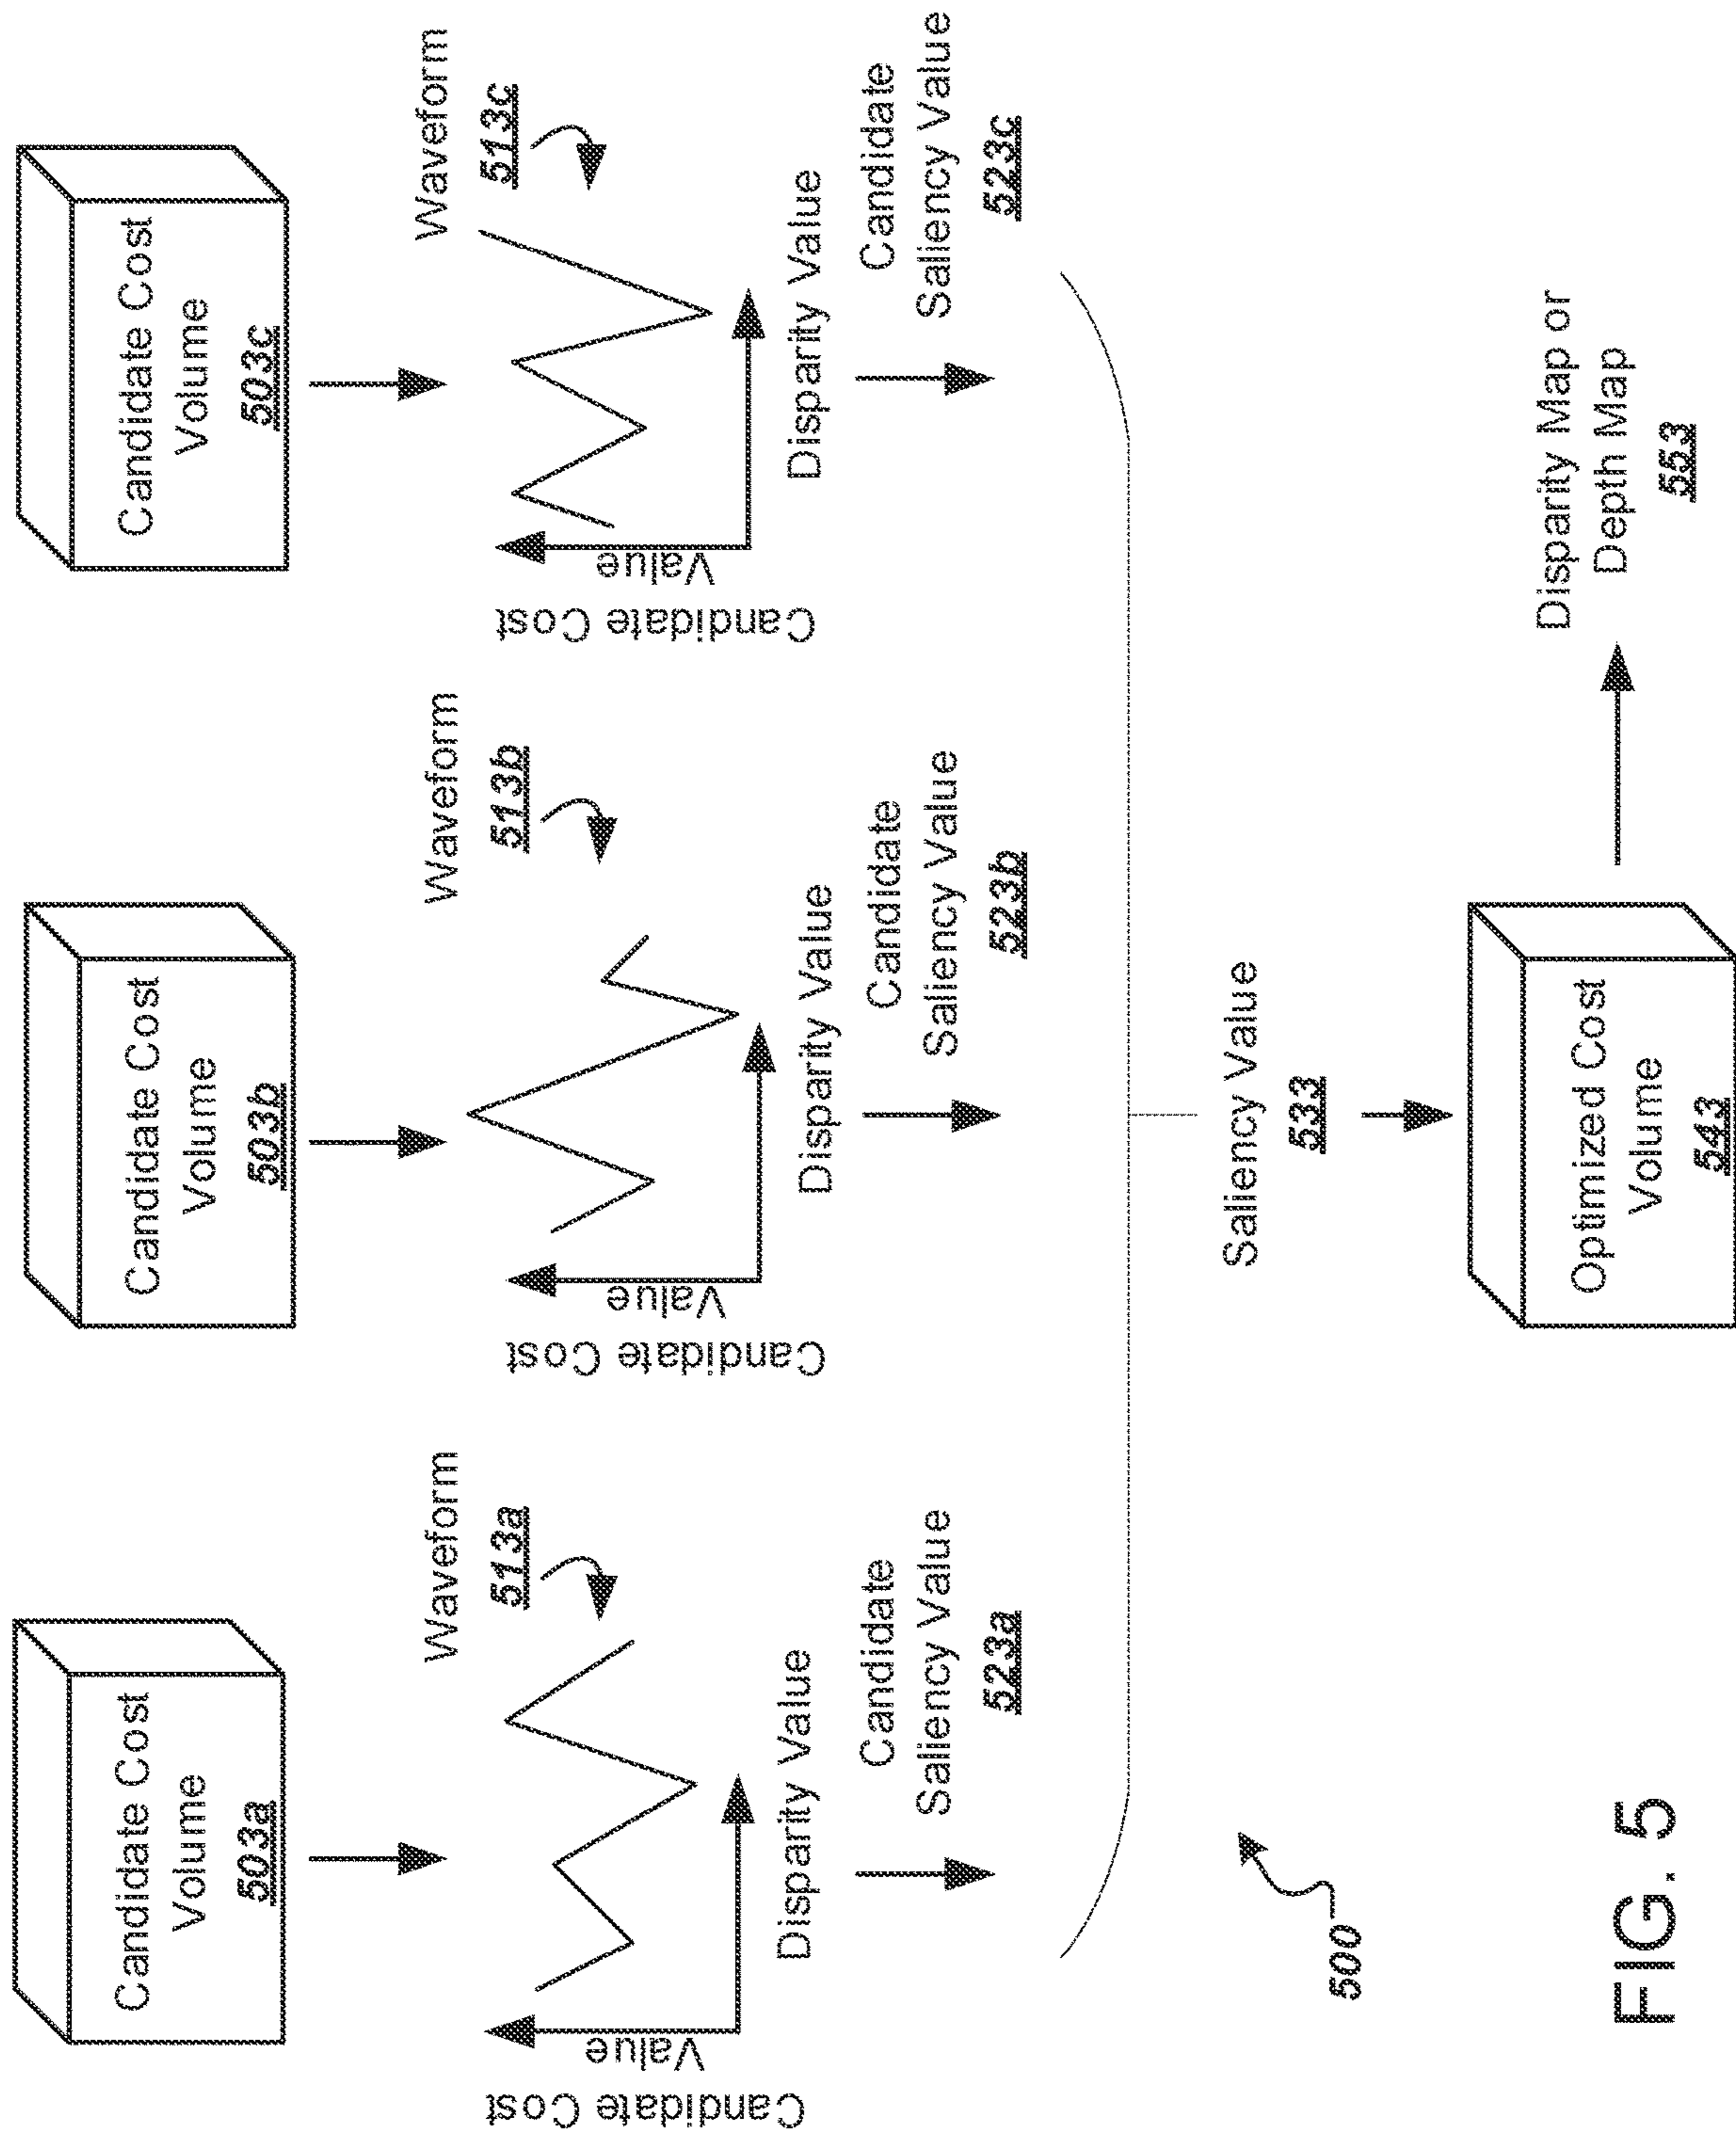 Candidate Cost
Volume
503a
Candidate Cost
Volume
503b
Candidate Cost
Volume
503c
Waveform
513a
Candidate Cost
Value
Disparity Value
Waveform
513b
Candidate Cost
Value
Disparity Value
Waveform
513c
Candidate Cost
Value
Disparity Value
Candidate
Saliency Value
523a
Candidate
Saliency Value
523b
Candidate
Saliency Value
523c
Saliency Value
533
500
Optimized Cost
Volume
543
Disparity Map or
Depth Map
553
FIG. 5